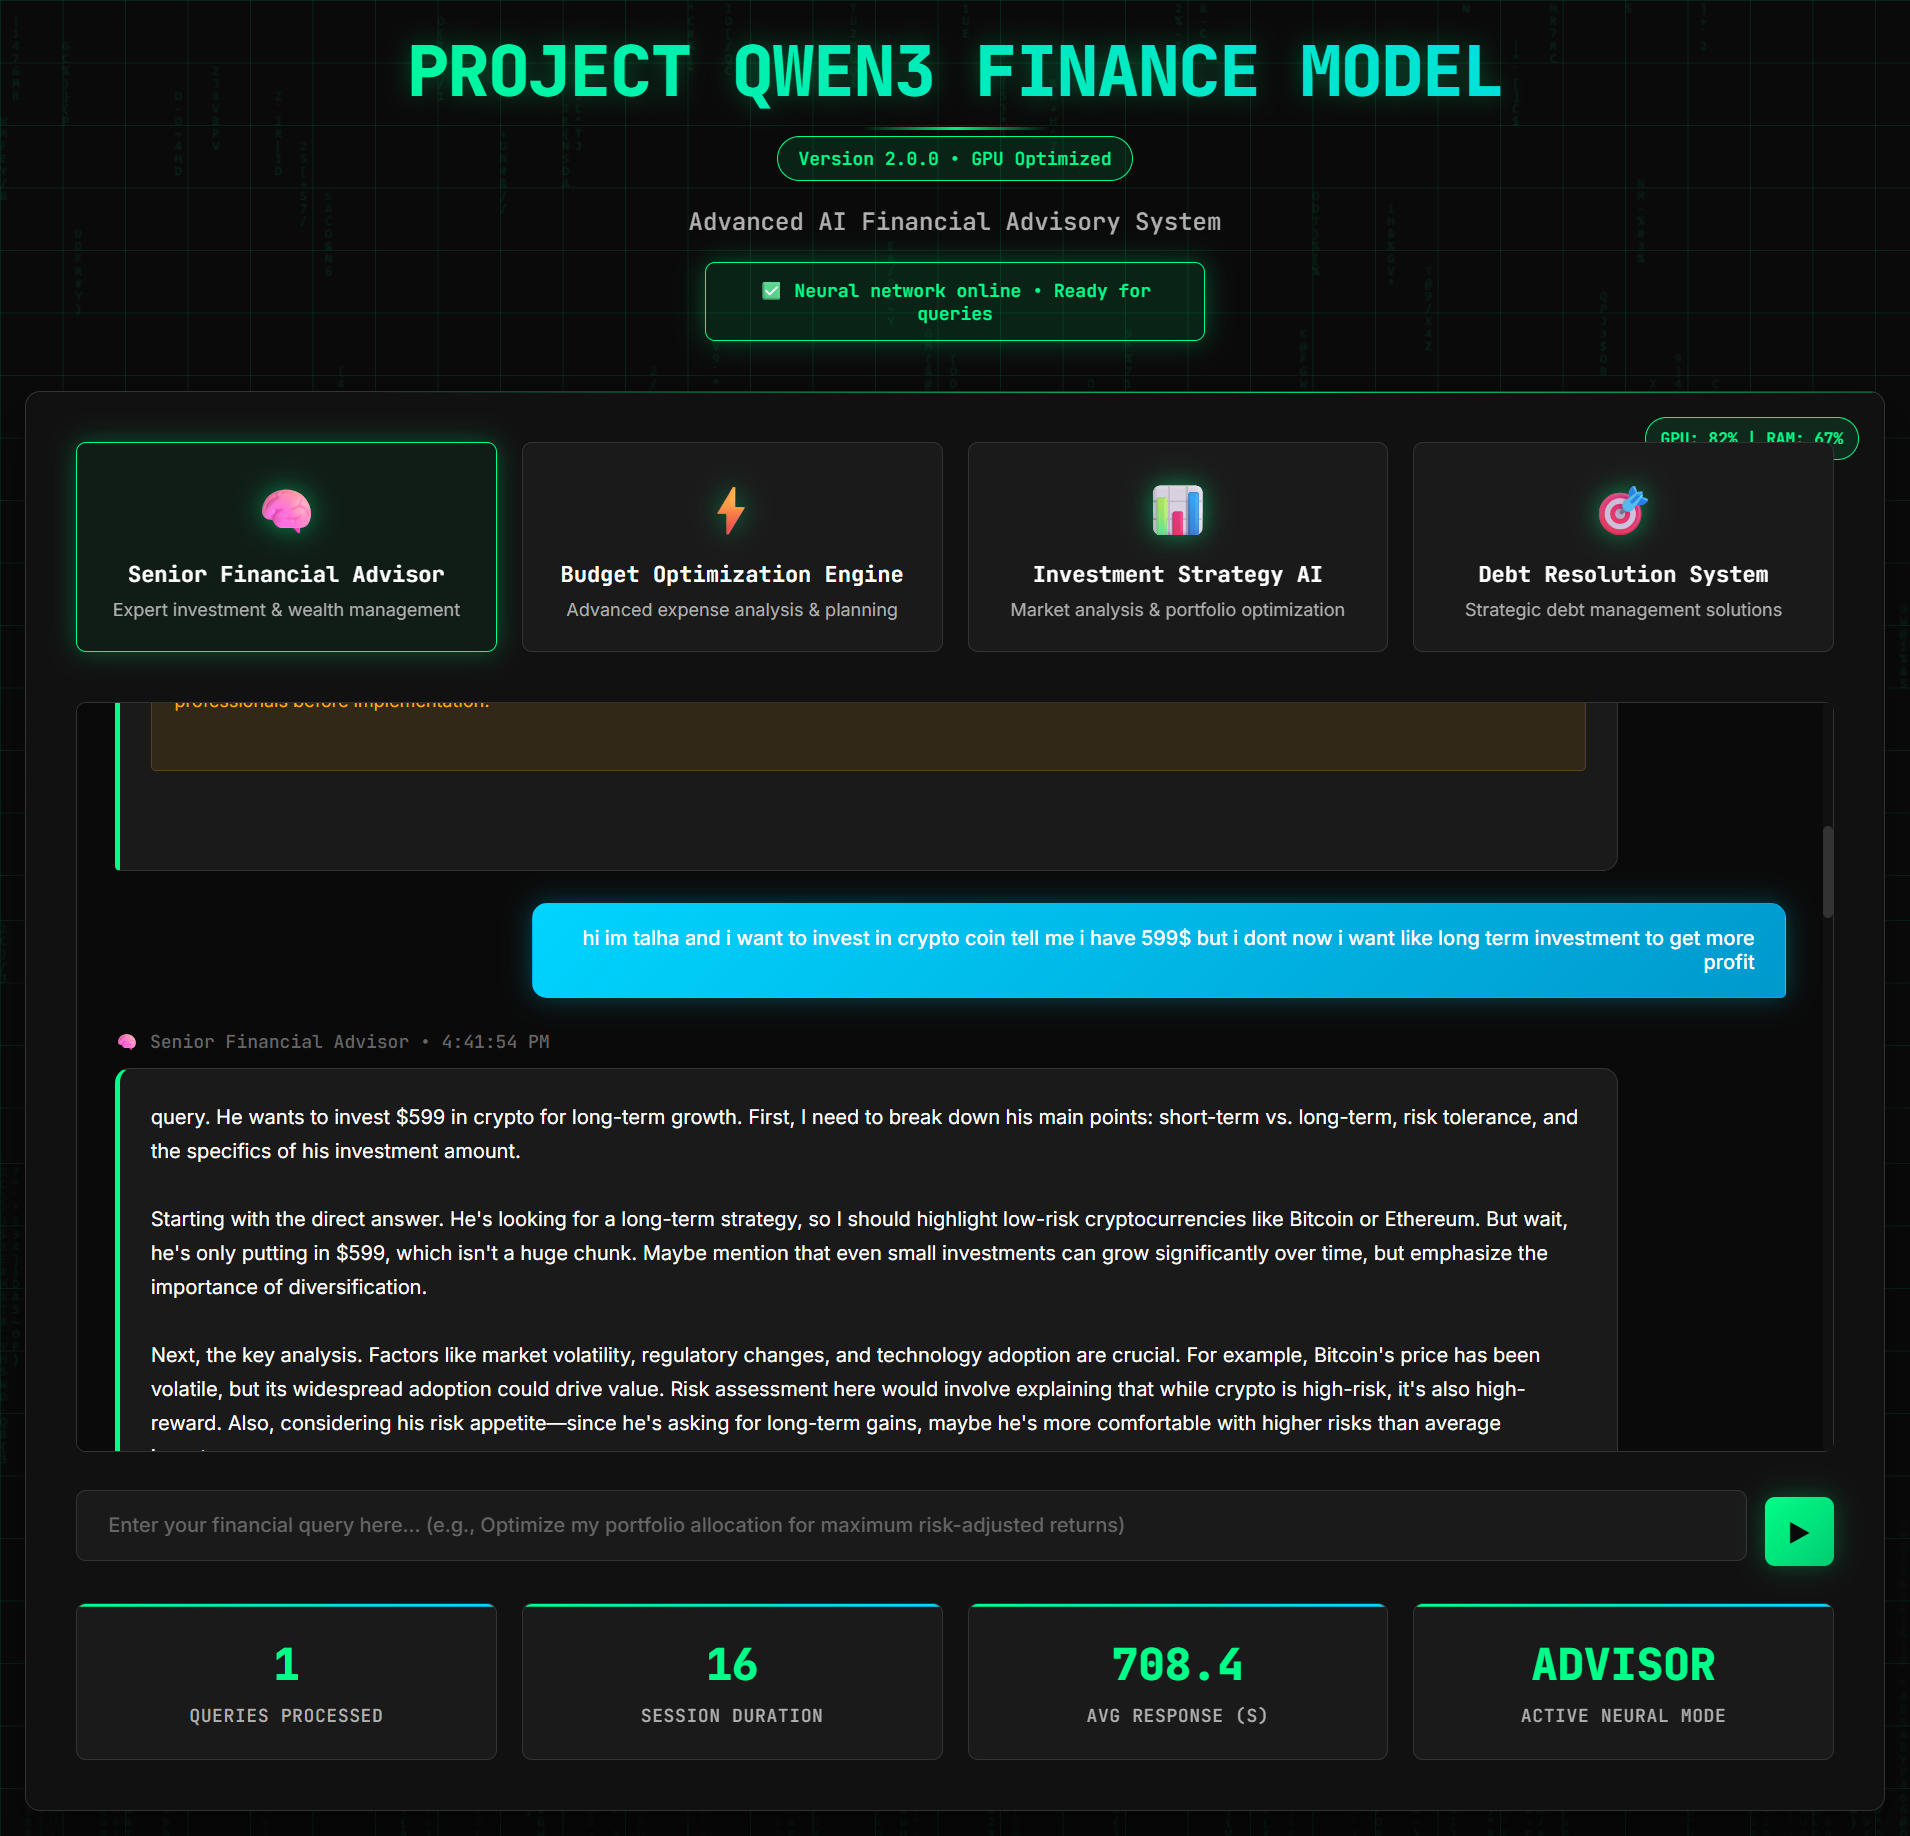 PROJECT QWEN3 FINANCE MODEL
Version 2.0.0 • GPU Optimized
Advanced AI Financial Advisory System
✅ Neural network online • Ready for
queries
GPU: 82% | RAM: 67%
Senior Financial Advisor
Expert investment & wealth management
Budget Optimization Engine
Advanced expense analysis & planning
Investment Strategy AI
Market analysis & portfolio optimization
Debt Resolution System
Strategic debt management solutions
professionals before implementation.
hi im talha and i want to invest in crypto coin tell me i have 599$ but i dont now i want like long term investment to get more
profit
Senior Financial Advisor • 4:41:54 PM
query. He wants to invest $599 in crypto for long-term growth. First, I need to break down his main points: short-term vs. long-term, risk tolerance, and
the specifics of his investment amount.
Starting with the direct answer. He's looking for a long-term strategy, so I should highlight low-risk cryptocurrencies like Bitcoin or Ethereum. But wait,
he's only putting in $599, which isn't a huge chunk. Maybe mention that even small investments can grow significantly over time, but emphasize the
importance of diversification.
Next, the key analysis. Factors like market volatility, regulatory changes, and technology adoption are crucial. For example, Bitcoin's price has been
volatile, but its widespread adoption could drive value. Risk assessment here would involve explaining that while crypto is high-risk, it's also high-
reward. Also, considering his risk appetite—since he's asking for long-term gains, maybe he's more comfortable with higher risks than average
Enter your financial query here... (e.g., Optimize my portfolio allocation for maximum risk-adjusted returns)
1
QUERIES PROCESSED
16
SESSION DURATION
708.4
AVG RESPONSE (S)
ADVISOR
ACTIVE NEURAL MODE